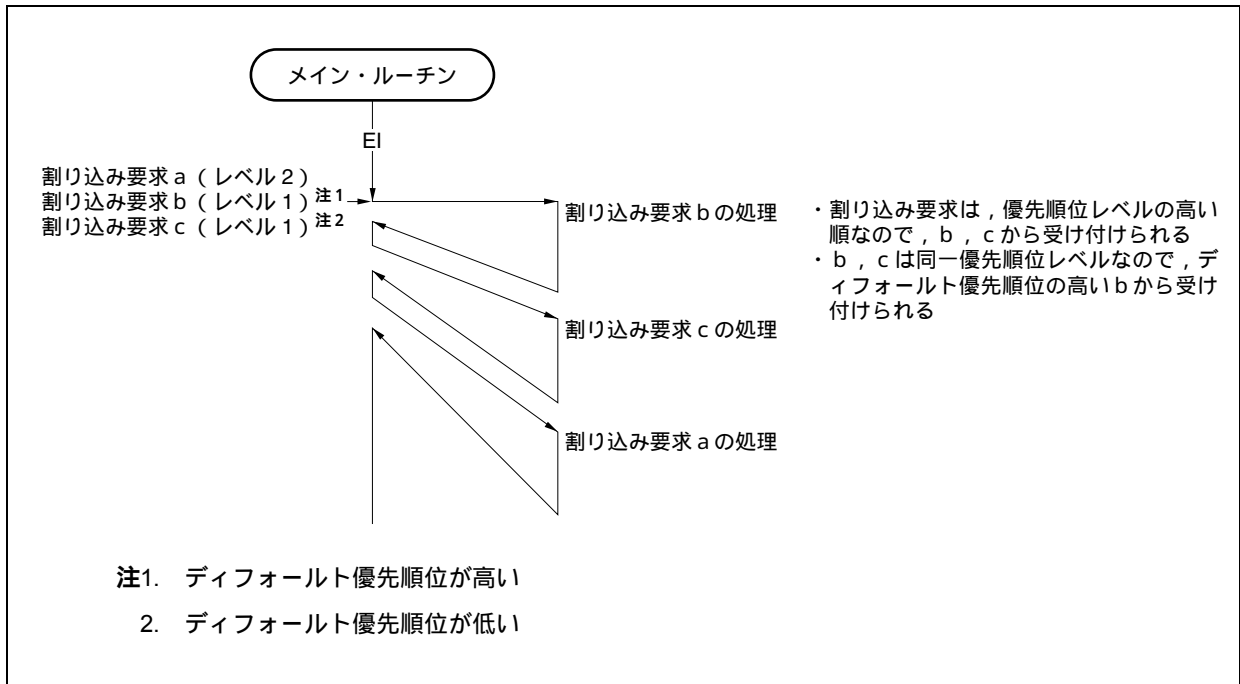 メイン・ルーチン
EI
割り込み要求a（レベル2）
割り込み要求b（レベル1）注1
割り込み要求c（レベル1）注2
割り込み要求bの処理
・割り込み要求は，優先順位レベルの高い
順なので，b，cから受け付けられる
・b，cは同一優先順位レベルなので，デ
ィフォールト優先順位の高いbから受け
付けられる
割り込み要求cの処理
割り込み要求aの処理
注1. ディフォールト優先順位が高い
2. ディフォールト優先順位が低い